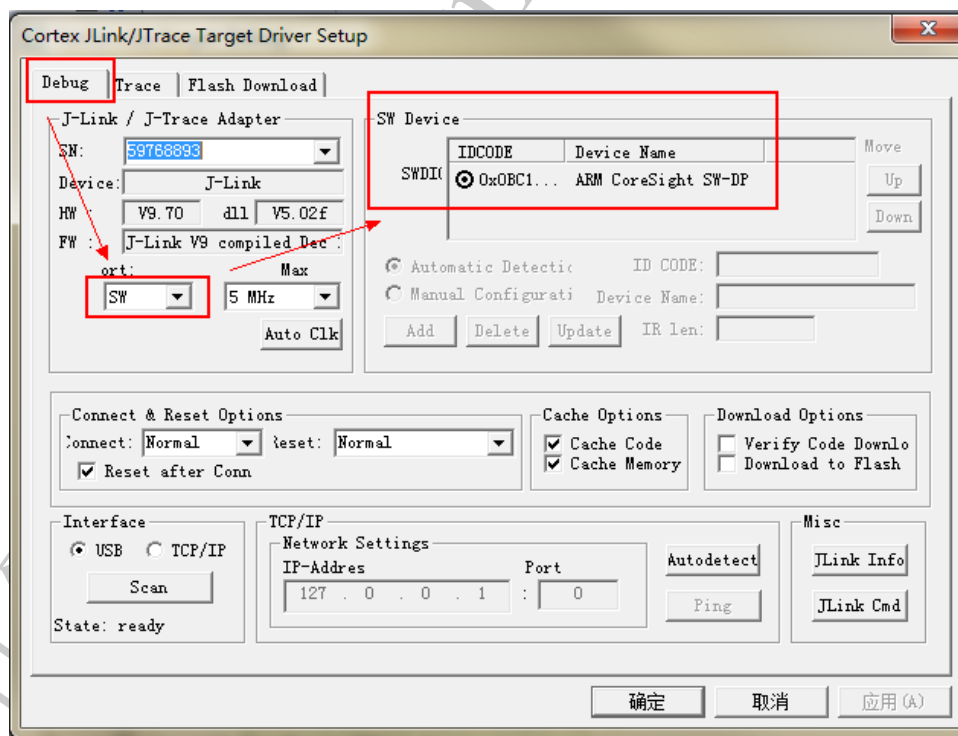 Cortex JLink/JTrace Target Driver Setup
Debug Trace Flash Download
J-Link / J-Trace Adapter
SN: 59768893
Device: J-Link
HW : V9.70 dll V5.02f
FW : J-Link V9 compiled Dec
ort: Max
SW 5 MHz
Auto Clk
SW Device
IDCODE Device Name Move
SWDI( 0x0BC1... ARM CoreSight SW-DP Up
Down
Automatic Detectic ID CODE:
Manual Configurati Device Name:
Add Delete Update IR len:
Connect & Reset Options
onnect: Normal Reset: Normal
Reset after Conn
Cache Options
Cache Code
Cache Memory
Download Options
Verify Code Downlo
Download to Flash
Interface
USB TCP/IP
Scan
State: ready
TCP/IP
Network Settings
IP-Addres Port
127 . 0 . 0 . 1 : 0
Autodetect
Ping
Misc
JLink Info
JLink Cmd
确定 取消 应用(A)